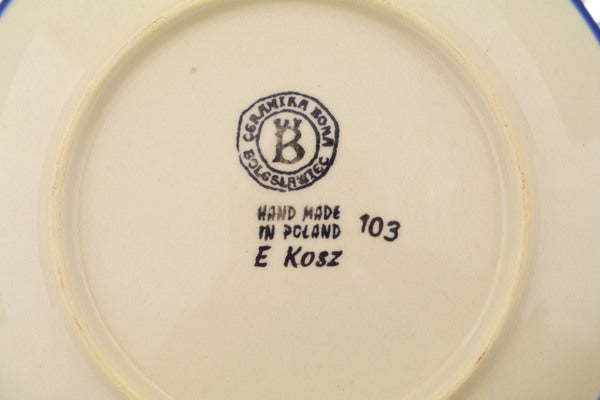 CERAMIKA BONA
BOLESŁAWIEC
B
HAND MADE
IN POLAND
103
E Kosz